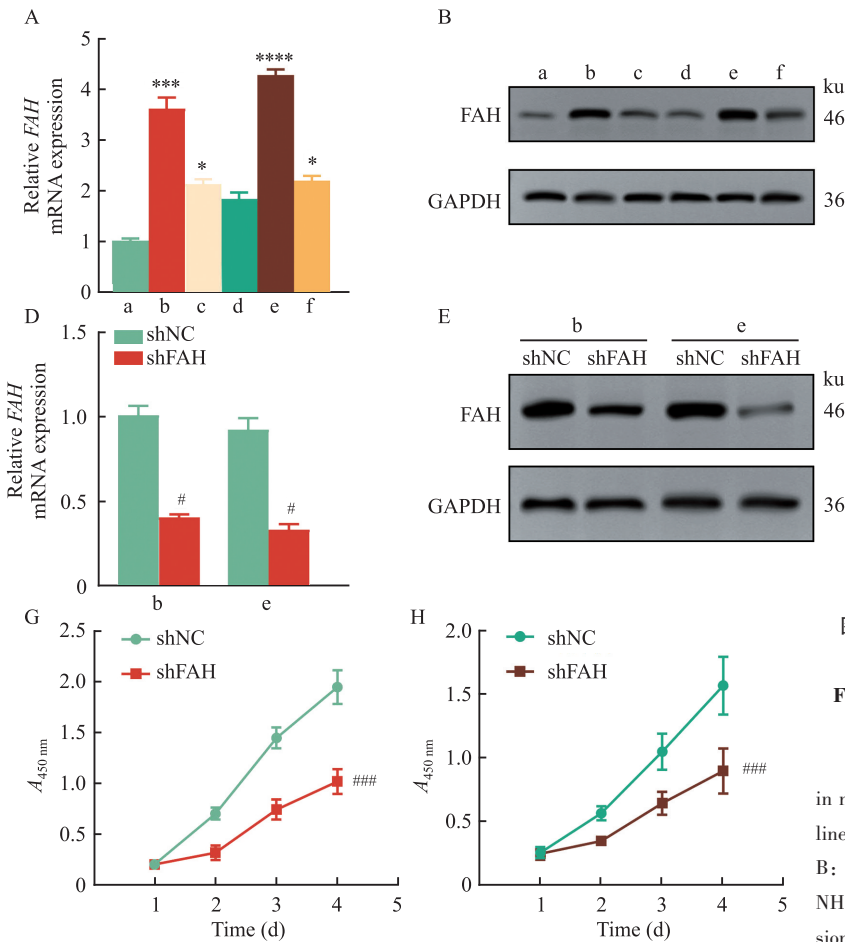 A
Relative FAH
mRNA expression
5
4
3
2
1
0
***
*
****
*
a b c d e f
B
a b c d e f
ku
FAH
46
GAPDH
36
D
Relative FAH
mRNA expression
1.5
1.0
0.5
0
shNC
shFAH
#
#
b e
E
b e
shNC shFAH shNC shFAH
ku
FAH
46
GAPDH
36
G
A450 nm
2.5
2.0
1.5
1.0
0.5
0
shNC
shFAH
###
1 2 3 4 5
Time (d)
H
A450 nm
2.0
1.5
1.0
0.5
0
shNC
shFAH
###
1 2 3 4 5
Time (d)
F
in
line
B：
NH
sion